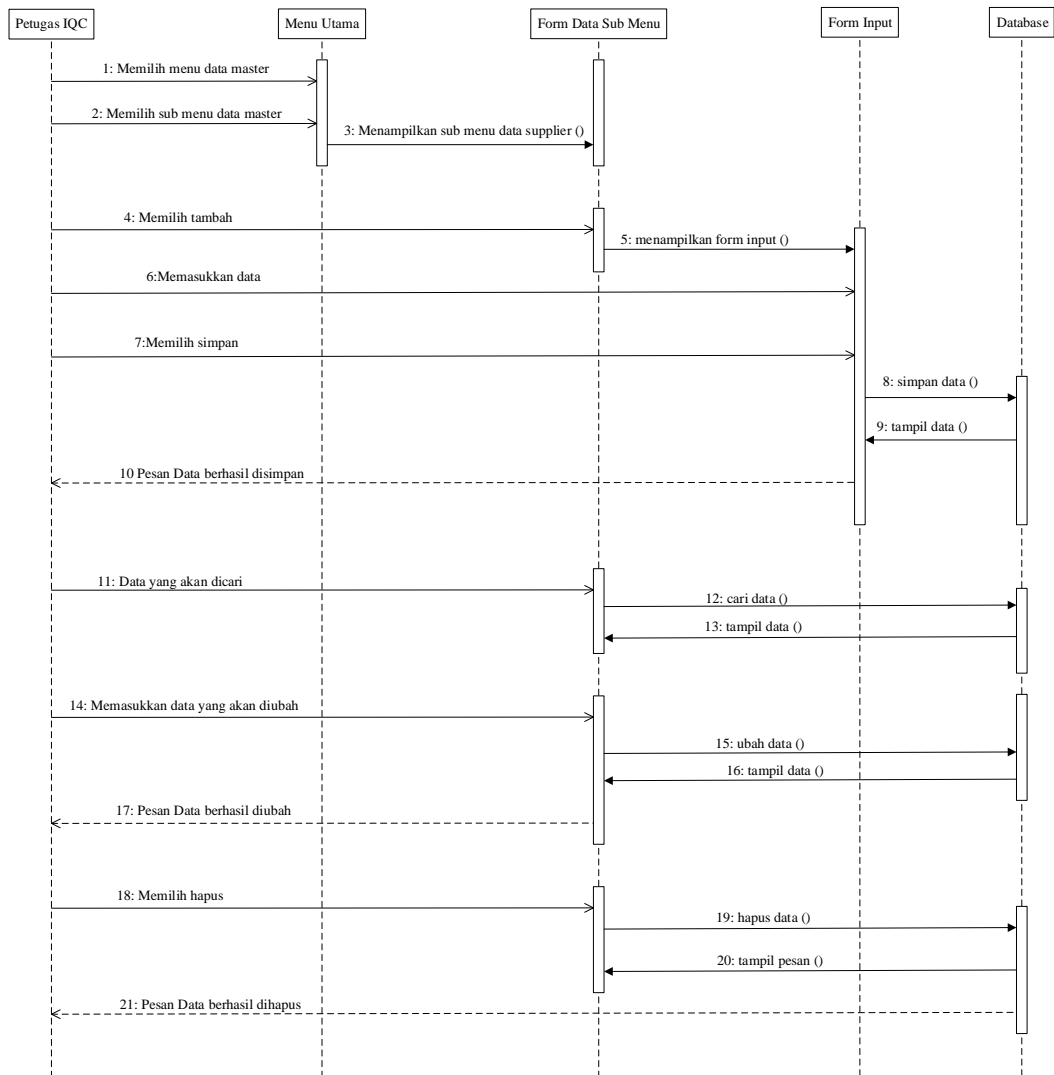 Petugas IQC
Menu Utama
Form Data Sub Menu
Form Input
Database
1: Memilih menu data master
2: Memilih sub menu data master
3: Menampilkan sub menu data supplier ()
4: Memilih tambah
5: menampilkan form input ()
6:Memasukkan data
7:Memilih simpan
8: simpan data ()
9: tampil data ()
10 Pesan Data berhasil disimpan
11: Data yang akan dicari
12: cari data ()
13: tampil data ()
14: Memasukkan data yang akan diubah
15: ubah data ()
16: tampil data ()
17: Pesan Data berhasil diubah
18: Memilih hapus
19: hapus data ()
20: tampil pesan ()
21: Pesan Data berhasil dihapus